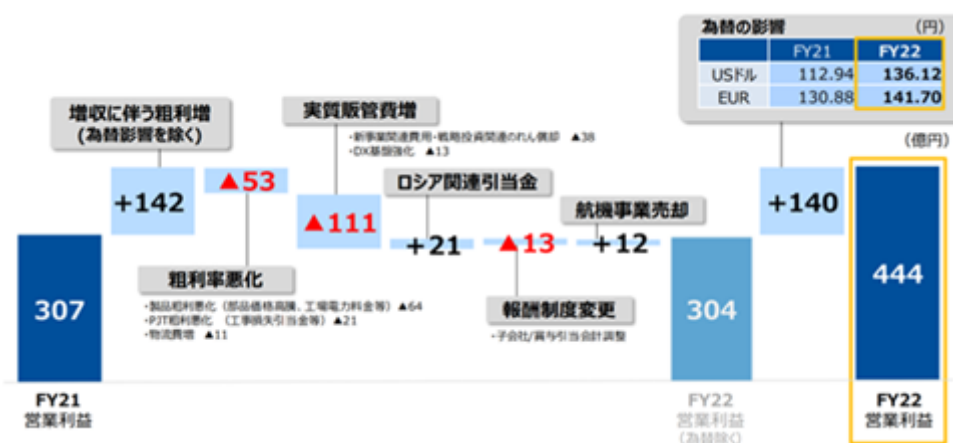 為替の影響 (円)
FY21 FY22
USドル 112.94 136.12
EUR 130.88 141.70
(億円)
増収に伴う粗利増
(為替影響を除く)
実質販管費増
・新事業関連費用・戦略投資関連のれん償却 ▲38
・DX基盤強化 ▲13
ロシア関連引当金
航機事業売却
+142
▲53
▲111
+21
▲13
+12
+140
粗利率悪化
・製品粗利悪化（部品価格高騰、工場電力料金等）▲64
・PJT粗利悪化 （工事損失引当金等）▲21
・物流費増 ▲11
報酬制度変更
・子会社/賞与引当会計調整
307
304
444
FY21
営業利益
FY22
営業利益
(為替除く)
FY22
営業利益